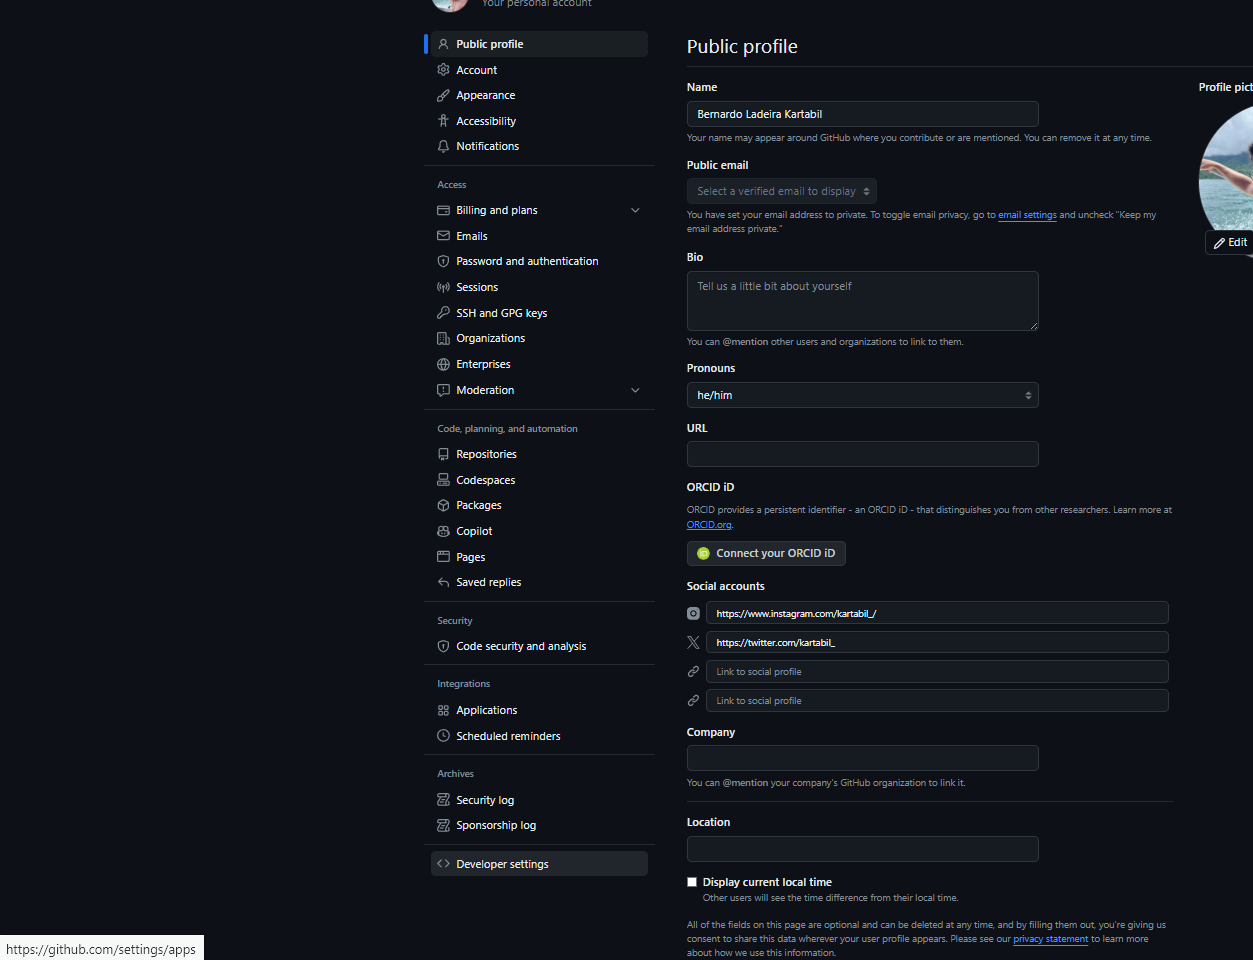 Your personal account
Public profile
Account
Appearance
Accessibility
Notifications
Access
Billing and plans
Emails
Password and authentication
Sessions
SSH and GPG keys
Organizations
Enterprises
Moderation
Code, planning, and automation
Repositories
Codespaces
Packages
Copilot
Pages
Saved replies
Security
Code security and analysis
Integrations
Applications
Scheduled reminders
Archives
Security log
Sponsorship log
Developer settings
Public profile
Name
Bernardo Ladeira Kartabil
Your name may appear around GitHub where you contribute or are mentioned. You can remove it at any time.
Public email
Select a verified email to display
You have set your email address to private. To toggle email privacy, go to email settings and uncheck "Keep my
email address private."
Bio
Tell us a little bit about yourself
You can @mention other users and organizations to link to them.
Pronouns
he/him
URL
ORCID iD
ORCID provides a persistent identifier - an ORCID iD - that distinguishes you from other researchers. Learn more at
ORCID.org.
iD Connect your ORCID iD
Social accounts
https://www.instagram.com/kartabil_/
https://twitter.com/kartabil_
Link to social profile
Link to social profile
Company
You can @mention your company's GitHub organization to link it.
Location
Display current local time
Other users will see the time difference from their local time.
All of the fields on this page are optional and can be deleted at any time, and by filling them out, you're giving us
consent to share this data wherever your user profile appears. Please see our privacy statement to learn more
about how we use this information.
Profile pict
Edit
https://github.com/settings/apps